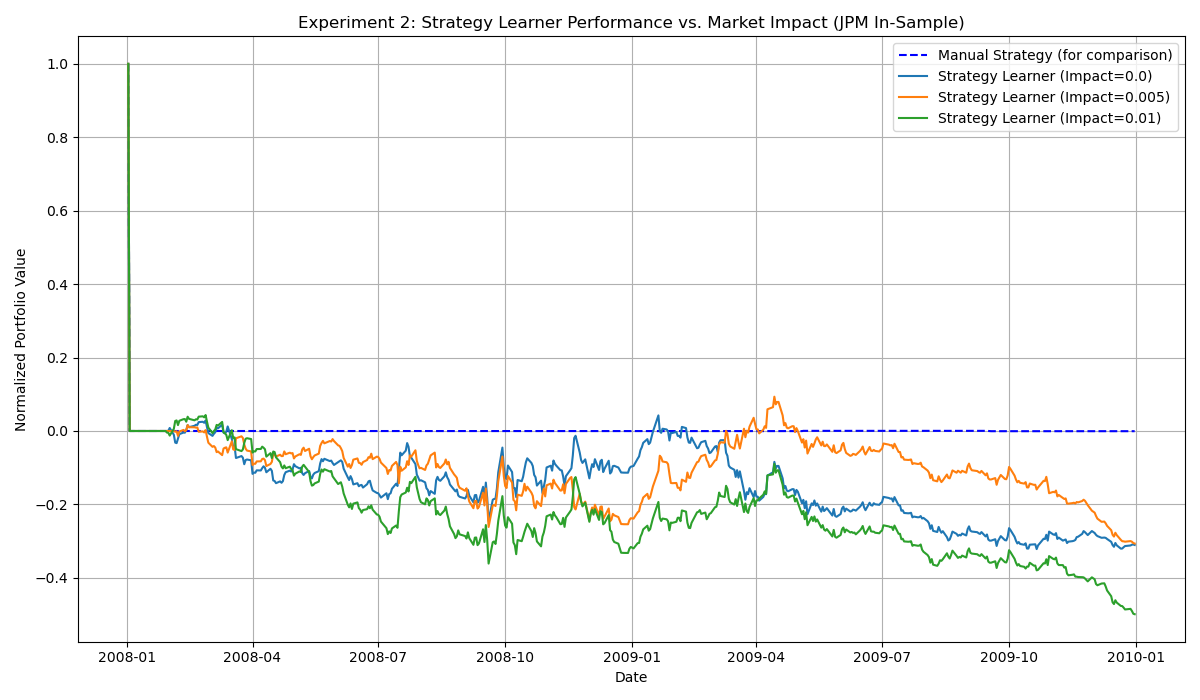 Experiment 2: Strategy Learner Performance vs. Market Impact (JPM In-Sample)
Manual Strategy (for comparison)
Strategy Learner (Impact=0.0)
Strategy Learner (Impact=0.005)
Strategy Learner (Impact=0.01)
Normalized Portfolio Value
1.0
0.8
0.6
0.4
0.2
0.0
−0.2
−0.4
2008-01 2008-04 2008-07 2008-10 2009-01 2009-04 2009-07 2009-10 2010-01
Date